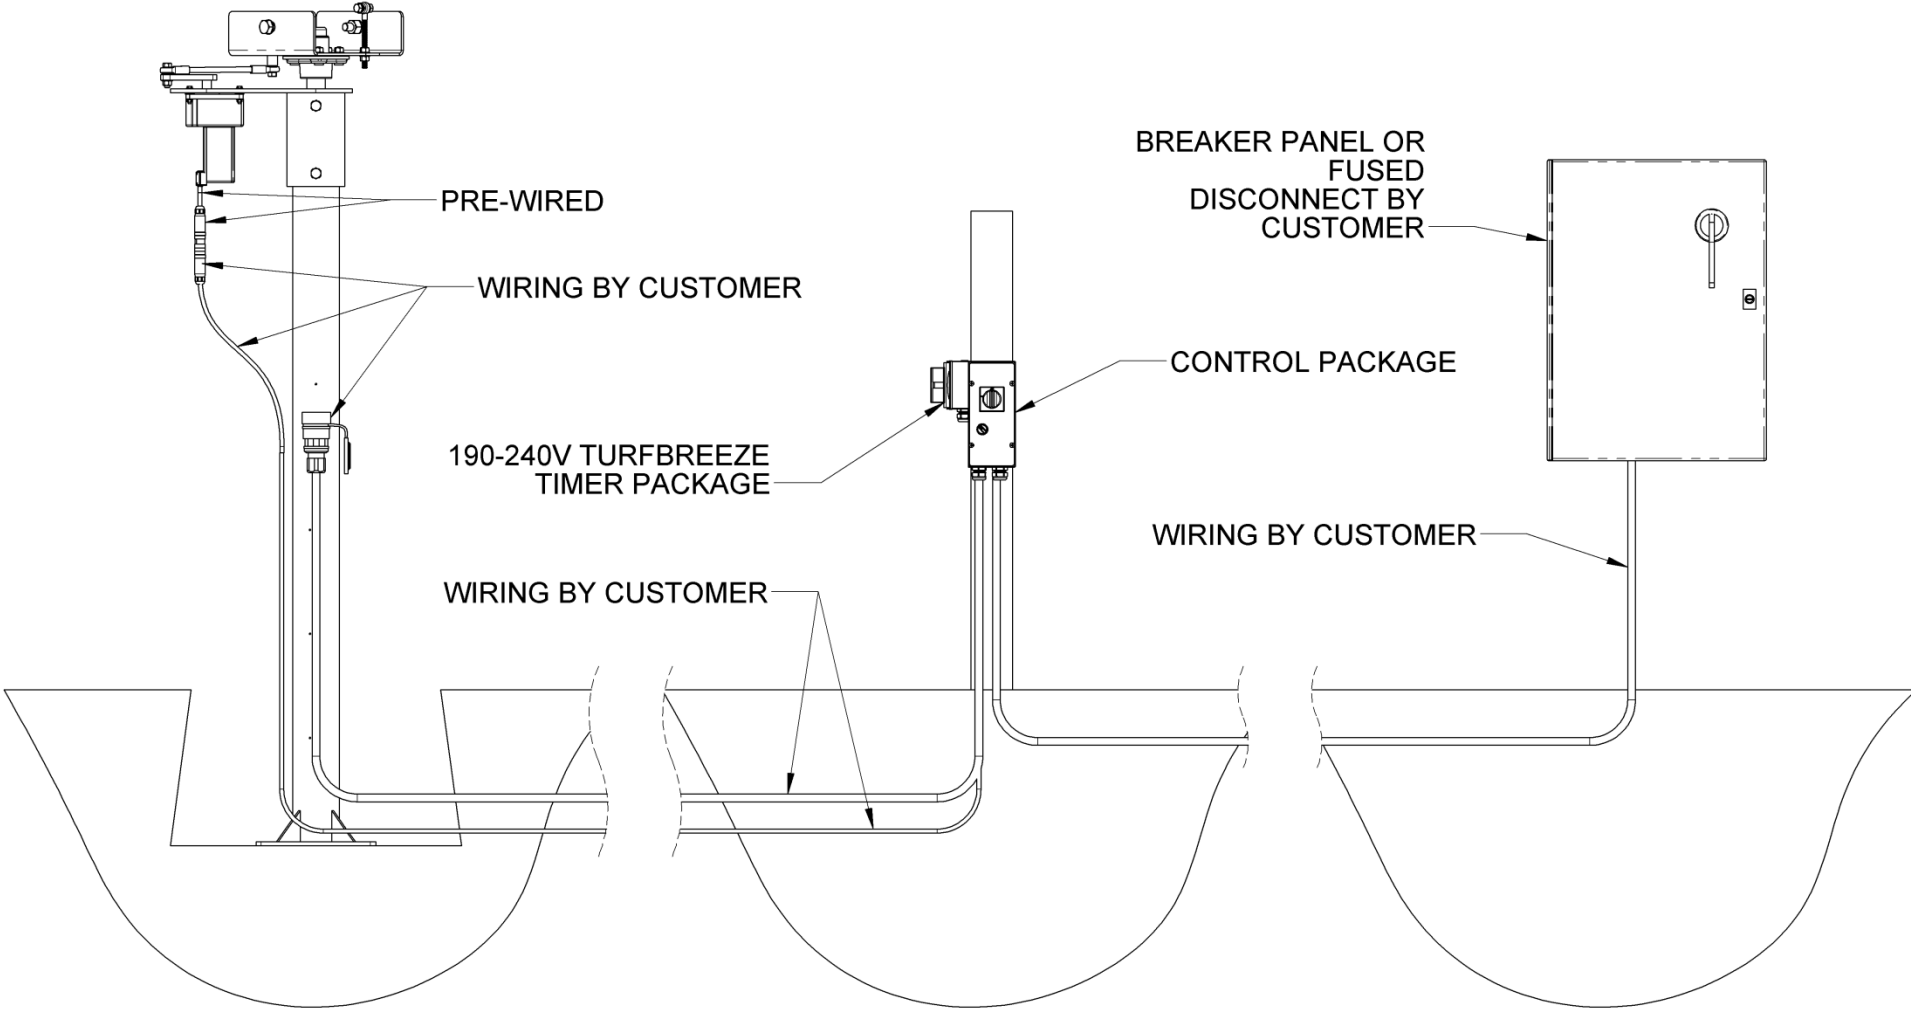 BREAKER PANEL OR
FUSED
DISCONNECT BY
CUSTOMER
PRE-WIRED
WIRING BY CUSTOMER
CONTROL PACKAGE
190-240V TURFBREEZE
TIMER PACKAGE
WIRING BY CUSTOMER
WIRING BY CUSTOMER